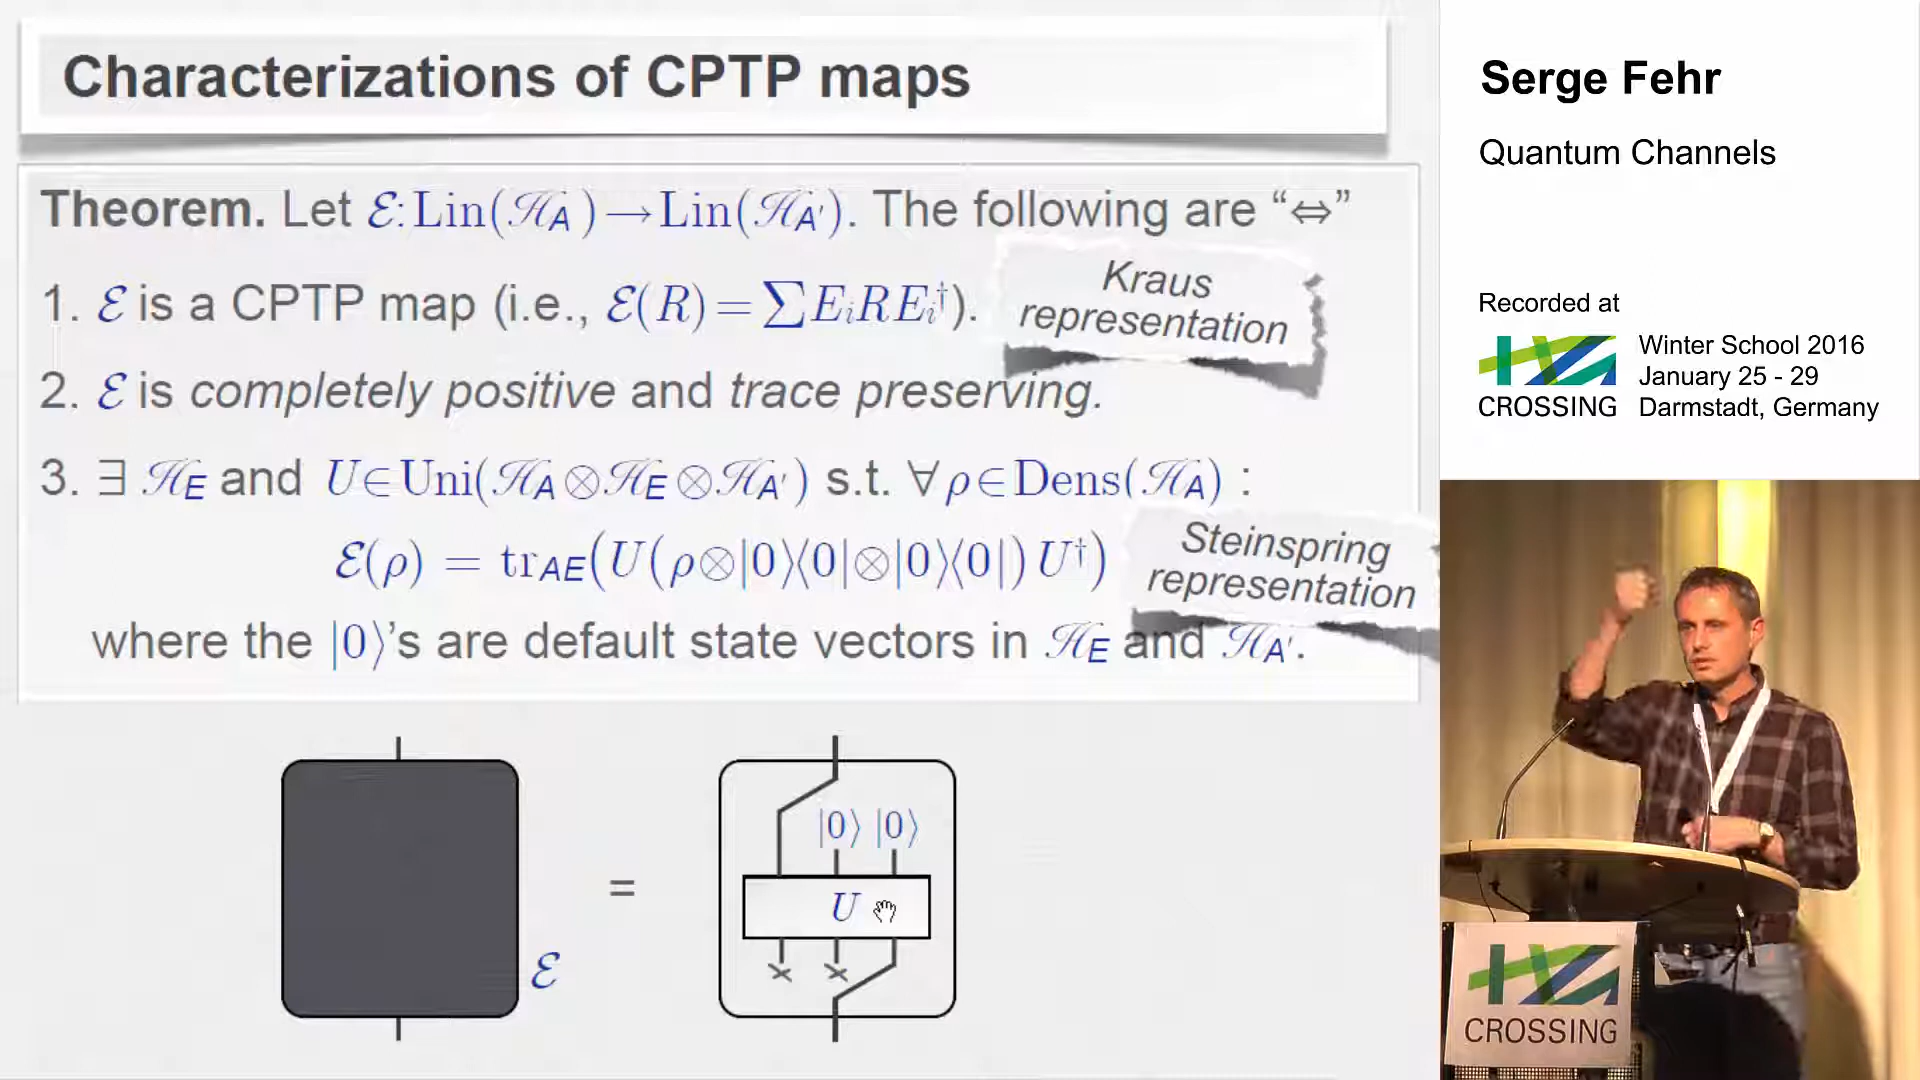 Characterizations of CPTP maps
Theorem. Let ℰ: Lin(ℋA) → Lin(ℋA'). The following are “⇔”
1. ℰ is a CPTP map (i.e., ℰ(R) = ∑EᵢREᵢ†).
Kraus
representation
2. ℰ is completely positive and trace preserving.
3. ∃ ℋE and U∈Uni(ℋA⊗ℋE⊗ℋA') s.t. ∀ρ∈Dens(ℋA) :
ℰ(ρ) = trAE(U(ρ⊗|0⟩⟨0|⊗|0⟩⟨0|)U†)
Steinspring
representation
where the |0⟩’s are default state vectors in ℋE and ℋA'.
ℰ
=
|0⟩ |0⟩
U
Serge Fehr
Quantum Channels
Recorded at
CROSSING
Winter School 2016
January 25 - 29
Darmstadt, Germany
CROSSING